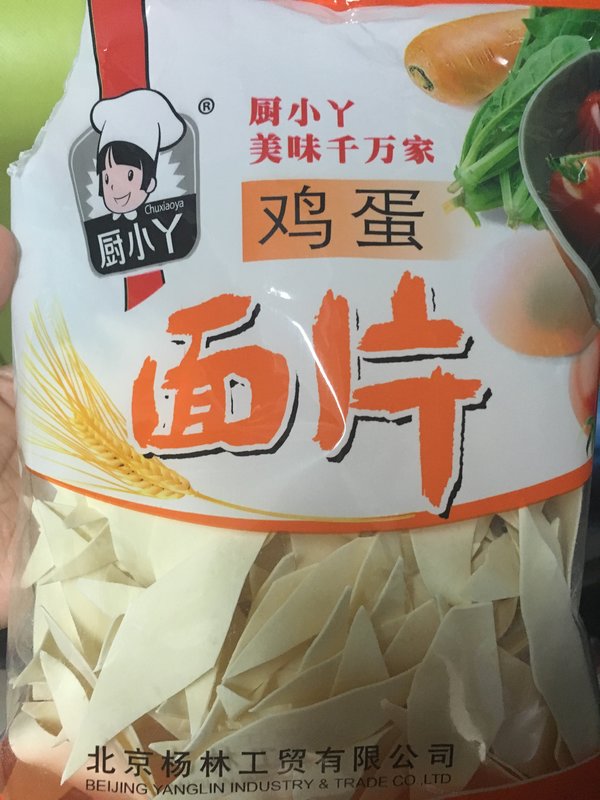 ®
厨小丫
美味千万家
Chuxiaoya
厨小丫
鸡蛋
面片
北京杨林工贸有限公司
BEIJING YANGLIN INDUSTRY & TRADE CO.,LTD